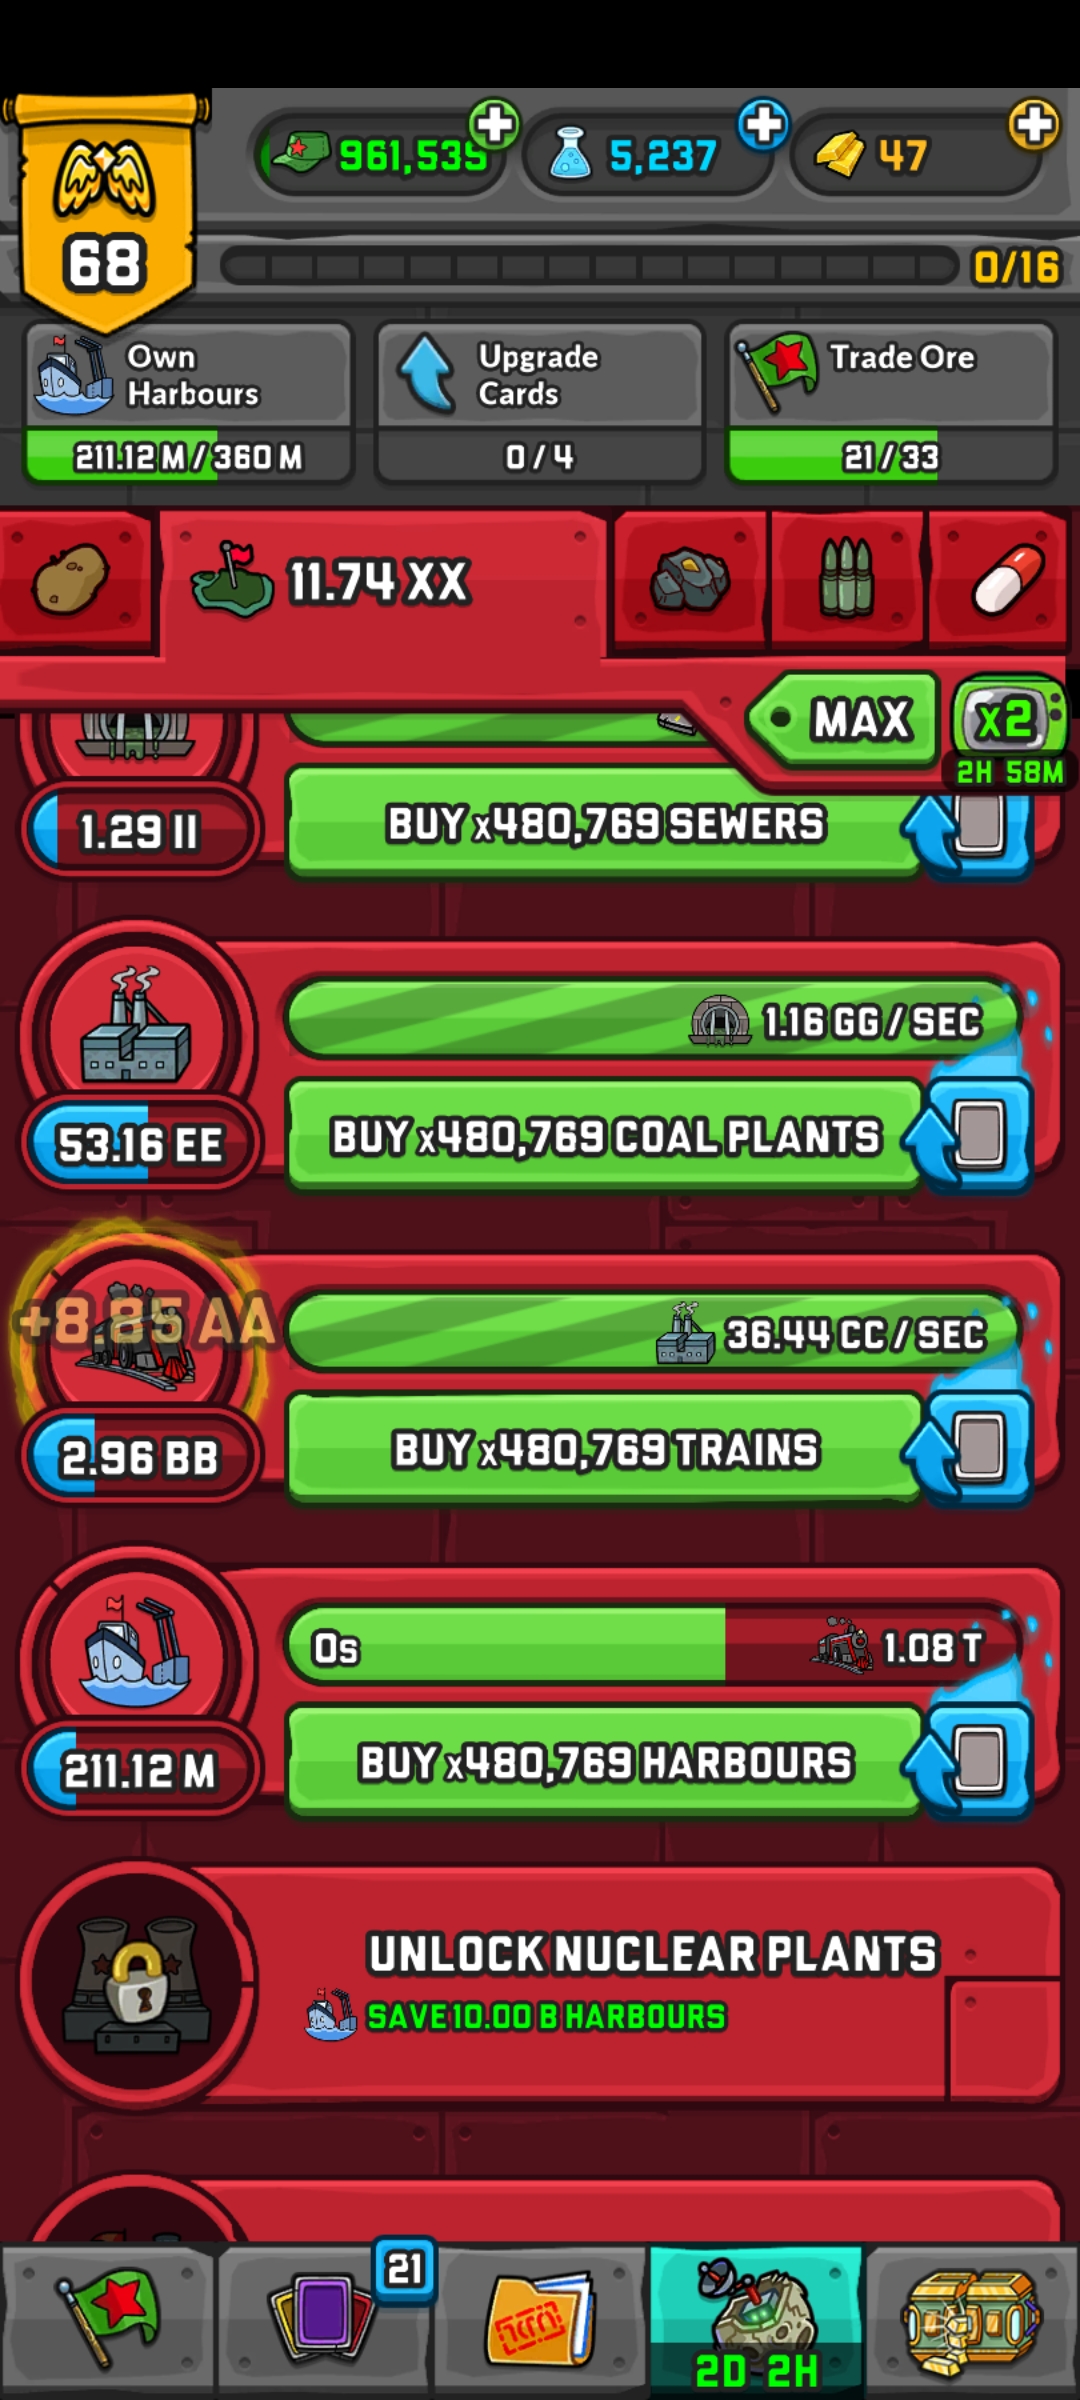 961,535
5,237
47
68
0/16
Own
Harbours
211.12 M / 360 M
Upgrade
Cards
0 / 4
Trade Ore
21 / 33
11.74 XX
MAX
x2
2H 58M
1.29 II
BUY x480,769 SEWERS
1.16 GG / SEC
53.16 EE
BUY x480,769 COAL PLANTS
+8.85 AA
36.44 CC / SEC
2.96 BB
BUY x480,769 TRAINS
0s
1.08 T
211.12 M
BUY x480,769 HARBOURS
UNLOCK NUCLEAR PLANTS
SAVE 10.00 B HARBOURS
21
2D 2H